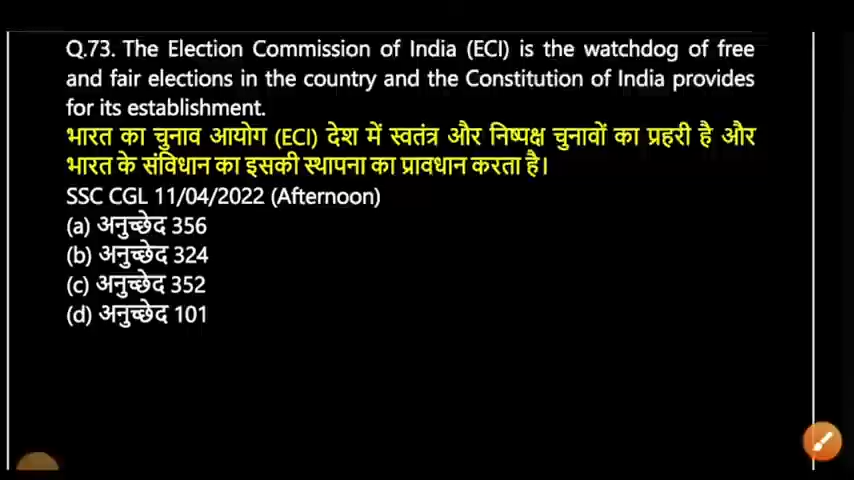 Q.73. The Election Commission of India (ECI) is the watchdog of free
and fair elections in the country and the Constitution of India provides
for its establishment.
भारत का चुनाव आयोग (ECI) देश में स्वतंत्र और निष्पक्ष चुनावों का प्रहरी है और
भारत के संविधान का इसकी स्थापना का प्रावधान करता है।
SSC CGL 11/04/2022 (Afternoon)
(a) अनुच्छेद 356
(b) अनुच्छेद 324
(c) अनुच्छेद 352
(d) अनुच्छेद 101